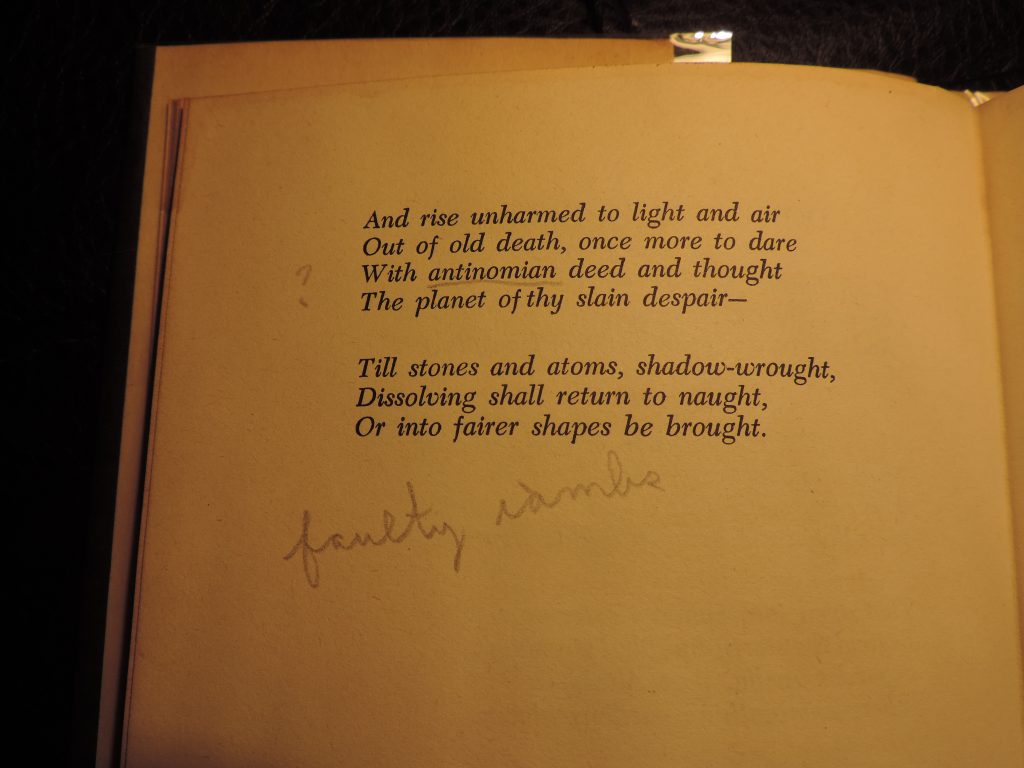 And rise unharmed to light and air
Out of old death, once more to dare
With antinomian deed and thought
?
The planet of thy slain despair—
Till stones and atoms, shadow-wrought,
Dissolving shall return to naught,
Or into fairer shapes be brought.
faulty iambs